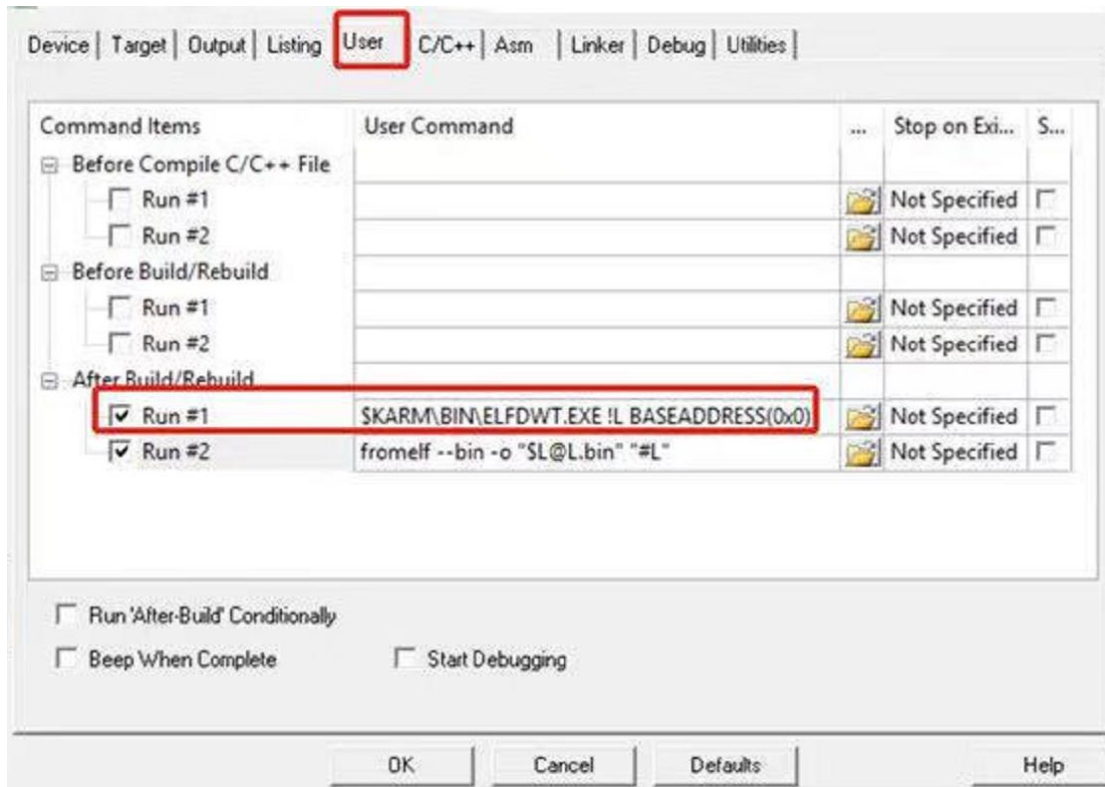 Device | Target | Output | Listing User C/C++ | Asm | Linker | Debug | Utilities |
Command Items User Command ... Stop on Exi... S...
Before Compile C/C++ File
Run #1 Not Specified
Run #2 Not Specified
Before Build/Rebuild
Run #1 Not Specified
Run #2 Not Specified
After Build/Rebuild
Run #1 $KARM\BIN\ELFDWT.EXE !L BASEADDRESS(0x0) Not Specified
Run #2 fromelf --bin -o "$L@L.bin" "#L" Not Specified
Run 'After-Build' Conditionally
Beep When Complete Start Debugging
OK Cancel Defaults Help